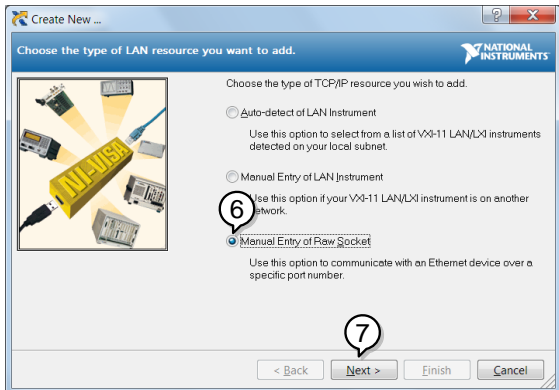 Create New ...
Choose the type of LAN resource you want to add.
NATIONAL
INSTRUMENTS
NI-VISA
Choose the type of TCP/IP resource you wish to add.
Auto-detect of LAN Instrument
Use this option to select from a list of VXI-11 LAN/LXI instruments
detected on your local subnet.
Manual Entry of LAN Instrument
Use this option if your VXI-11 LAN/LXI instrument is on another
network.
6
Manual Entry of Raw Socket
Use this option to communicate with an Ethernet device over a
specific port number.
7
< Back Next > Finish Cancel